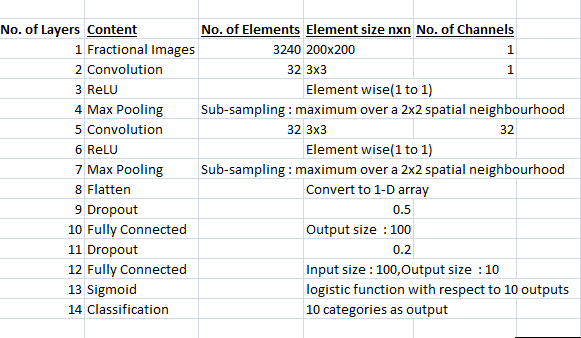 No. of Layers Content No. of Elements Element size nxn No. of Channels
1 Fractional Images 3240 200x200 1
2 Convolution 32 3x3 1
3 ReLU Element wise(1 to 1)
4 Max Pooling Sub-sampling : maximum over a 2x2 spatial neighbourhood
5 Convolution 32 3x3 32
6 ReLU Element wise(1 to 1)
7 Max Pooling Sub-sampling : maximum over a 2x2 spatial neighbourhood
8 Flatten Convert to 1-D array
9 Dropout 0.5
10 Fully Connected Output size : 100
11 Dropout 0.2
12 Fully Connected Input size : 100,Output size : 10
13 Sigmoid logistic function with respect to 10 outputs
14 Classification 10 categories as output